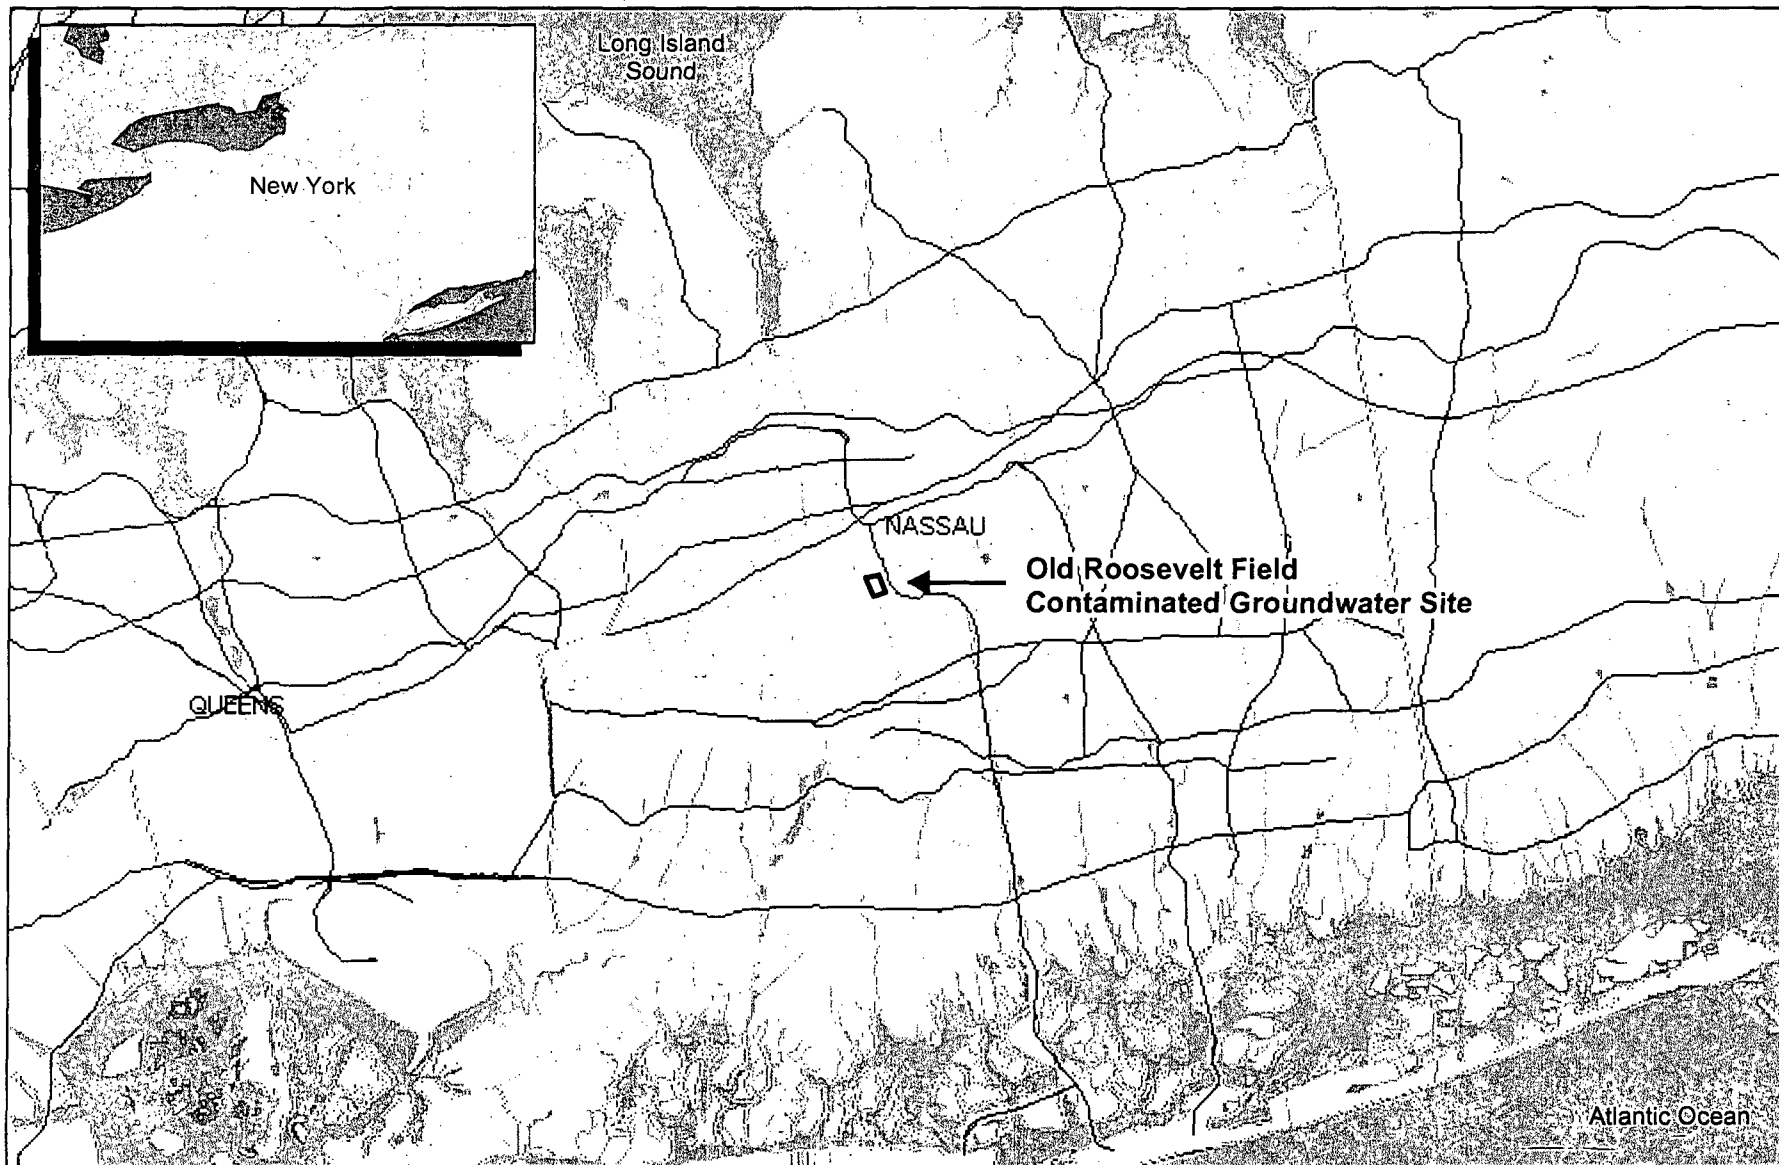 Long Island
Sound
New York
NASSAU
Old Roosevelt Field
Contaminated Groundwater Site
QUEENS
Atlantic Ocean